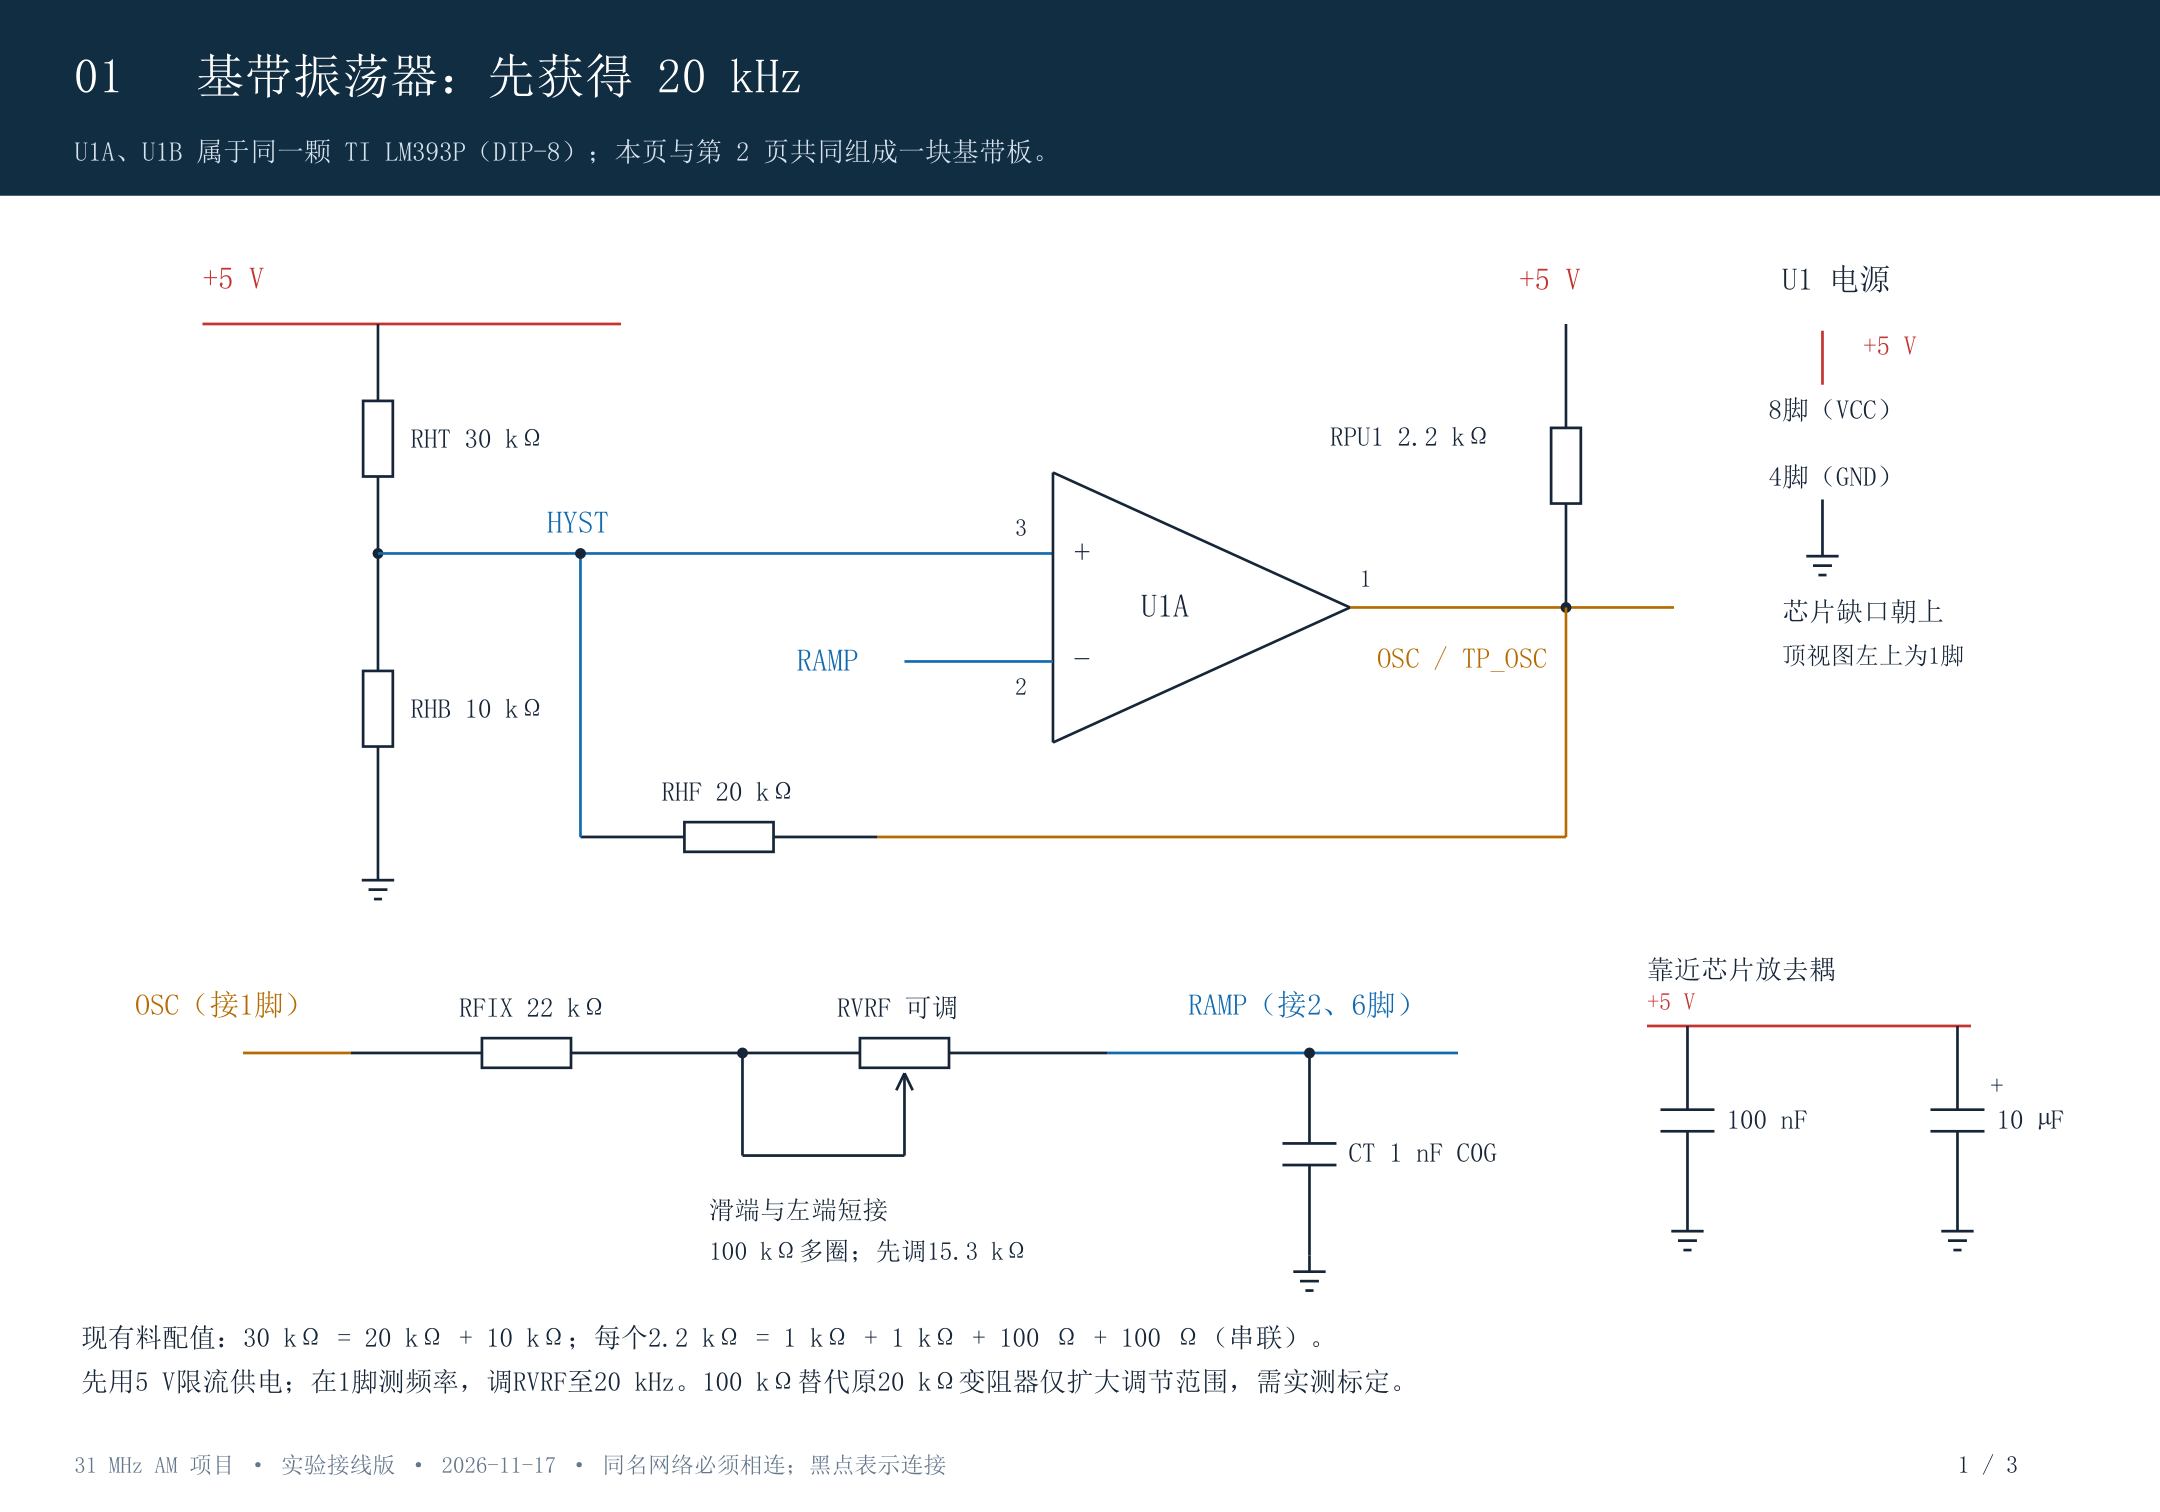 01 基带振荡器：先获得 20 kHz
U1A、U1B 属于同一颗 TI LM393P（DIP-8）；本页与第 2 页共同组成一块基带板。
+5 V
+5 V
U1 电源
+5 V
8脚（VCC）
4脚（GND）
芯片缺口朝上
顶视图左上为1脚
RHT 30 kΩ
RPU1 2.2 kΩ
HYST
3
+
1
U1A
RAMP
−
2
OSC / TP_OSC
RHB 10 kΩ
RHF 20 kΩ
靠近芯片放去耦
+5 V
OSC（接1脚）
RFIX 22 kΩ
RVRF 可调
RAMP（接2、6脚）
+
100 nF
10 μF
CT 1 nF C0G
滑端与左端短接
100 kΩ多圈；先调15.3 kΩ
现有料配值：30 kΩ = 20 kΩ + 10 kΩ；每个2.2 kΩ = 1 kΩ + 1 kΩ + 100 Ω + 100 Ω（串联）。
先用5 V限流供电；在1脚测频率，调RVRF至20 kHz。100 kΩ替代原20 kΩ变阻器仅扩大调节范围，需实测标定。
31 MHz AM 项目 • 实验接线版 • 2026-11-17 • 同名网络必须相连；黑点表示连接
1 / 3